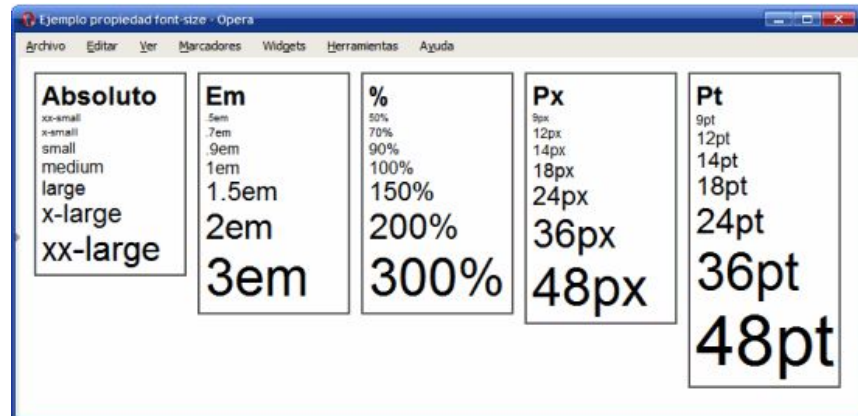 Ejemplo propiedad font-size - Opera
Archivo Editar Ver Marcadores Widgets Herramientas Ayuda
Absoluto
xx-small
x-small
small
medium
large
x-large
xx-large
Em
.5em
.7em
.9em
1em
1.5em
2em
3em
%
50%
70%
90%
100%
150%
200%
300%
Px
9px
12px
14px
18px
24px
36px
48px
Pt
9pt
12pt
14pt
18pt
24pt
36pt
48pt